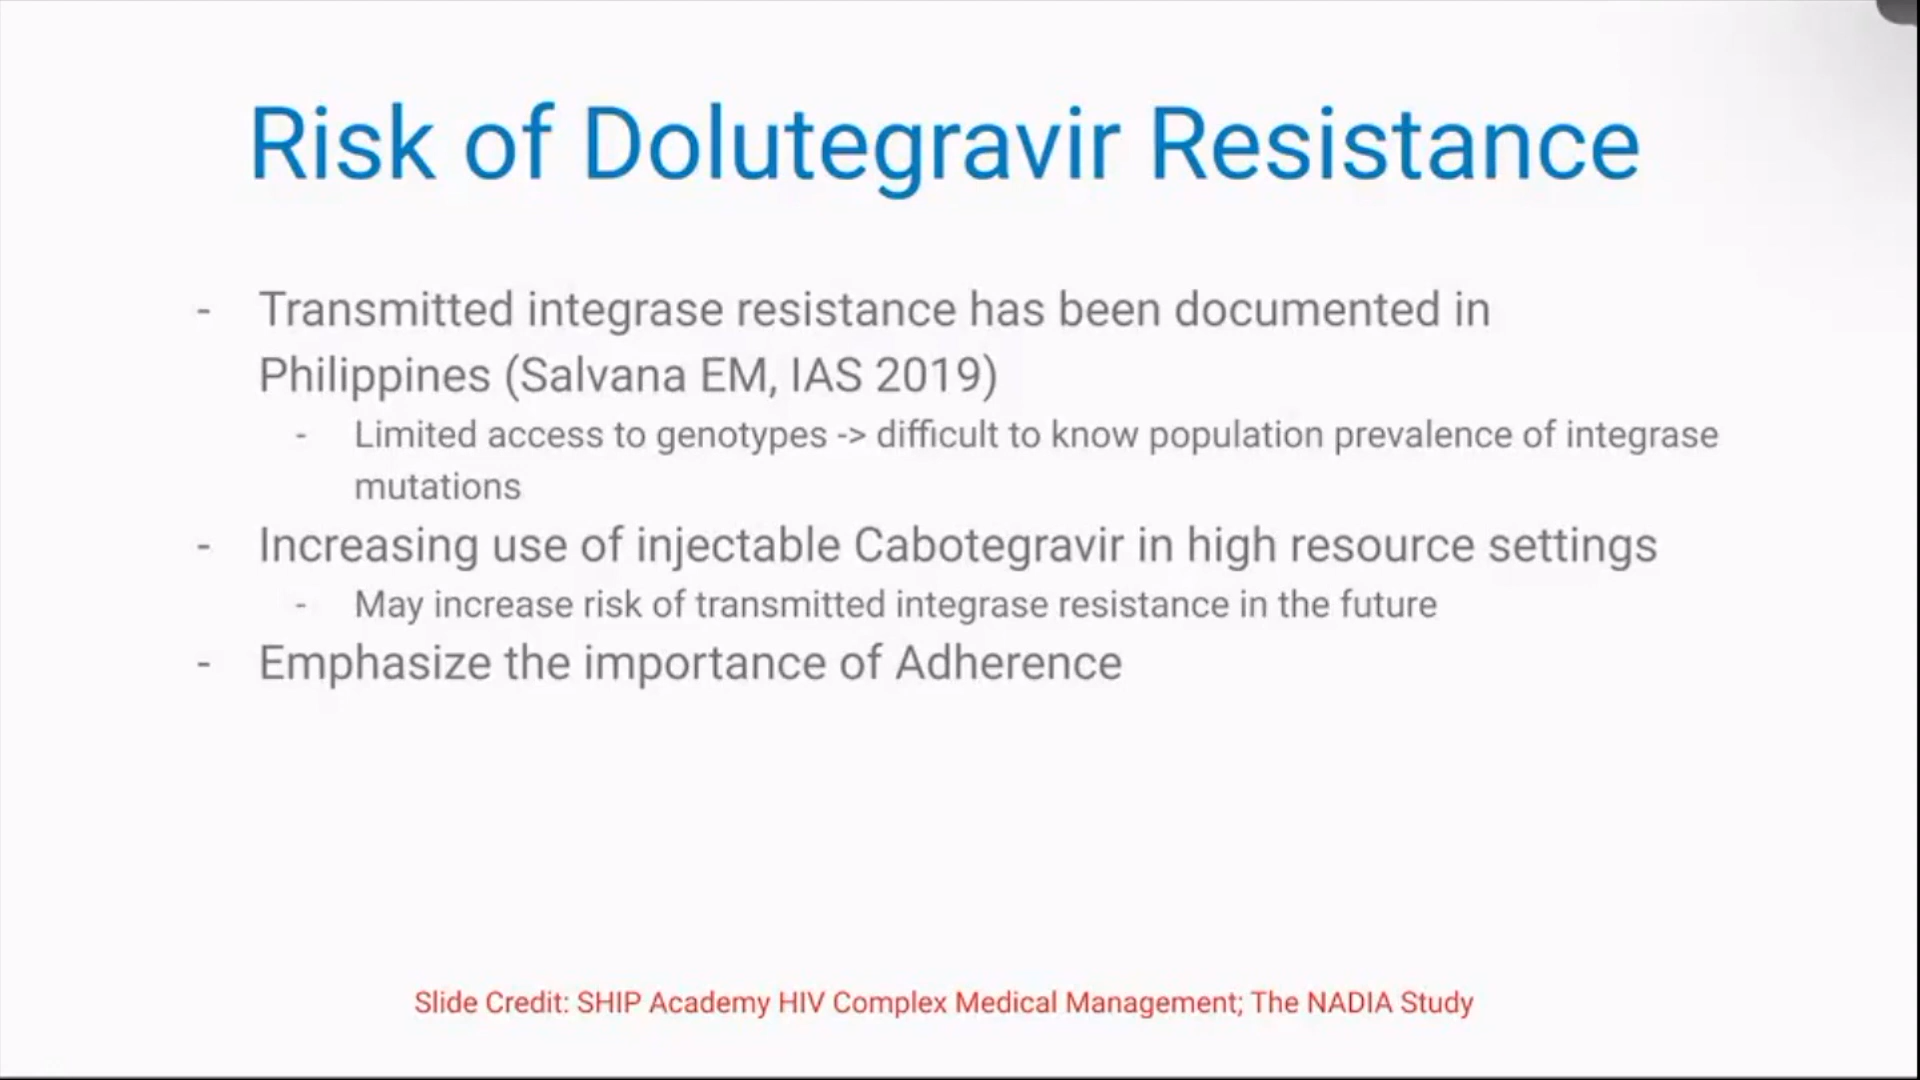 Risk of Dolutegravir Resistance
- Transmitted integrase resistance has been documented in
Philippines (Salvana EM, IAS 2019)
- Limited access to genotypes -> difficult to know population prevalence of integrase
mutations
- Increasing use of injectable Cabotegravir in high resource settings
- May increase risk of transmitted integrase resistance in the future
- Emphasize the importance of Adherence
Slide Credit: SHIP Academy HIV Complex Medical Management; The NADIA Study